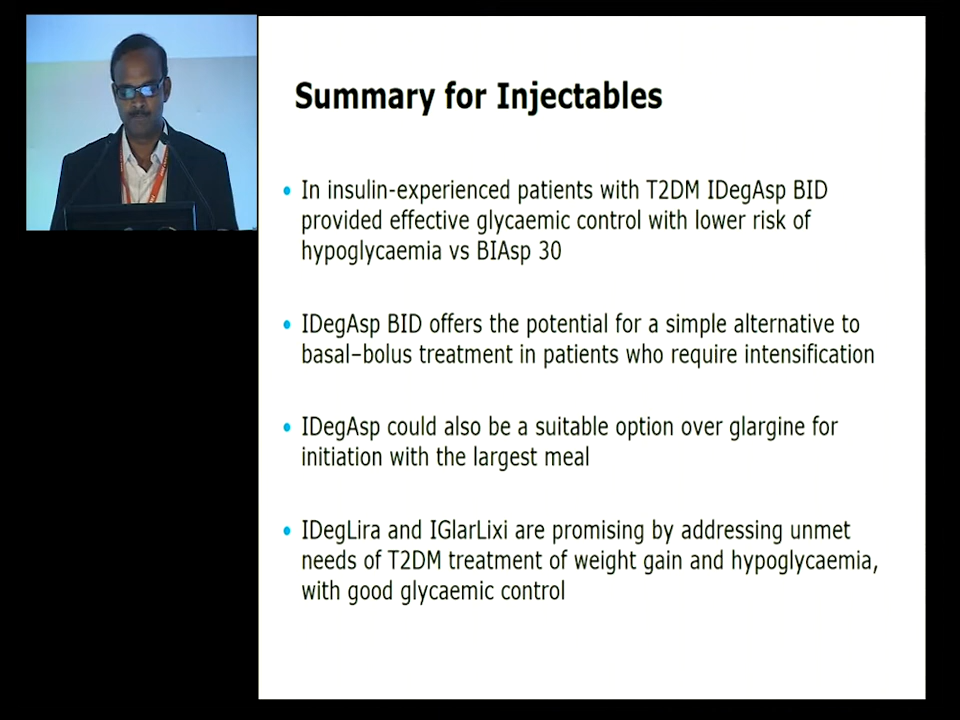 Summary for Injectables
• In insulin-experienced patients with T2DM IDegAsp BID
provided effective glycaemic control with lower risk of
hypoglycaemia vs BIAsp 30
• IDegAsp BID offers the potential for a simple alternative to
basal–bolus treatment in patients who require intensification
• IDegAsp could also be a suitable option over glargine for
initiation with the largest meal
• IDegLira and IGlarLixi are promising by addressing unmet
needs of T2DM treatment of weight gain and hypoglycaemia,
with good glycaemic control